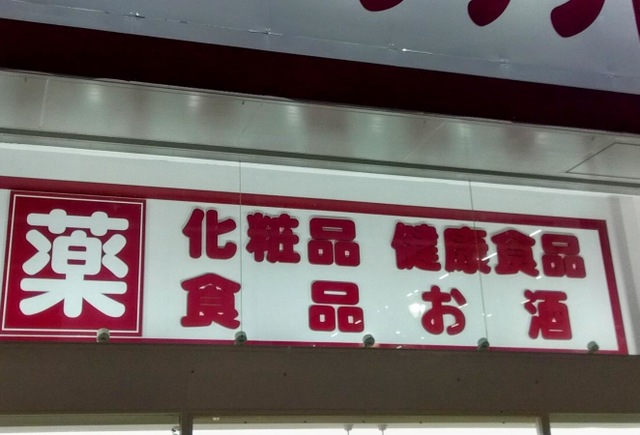 薬
化粧品 健康食品
食品 お酒